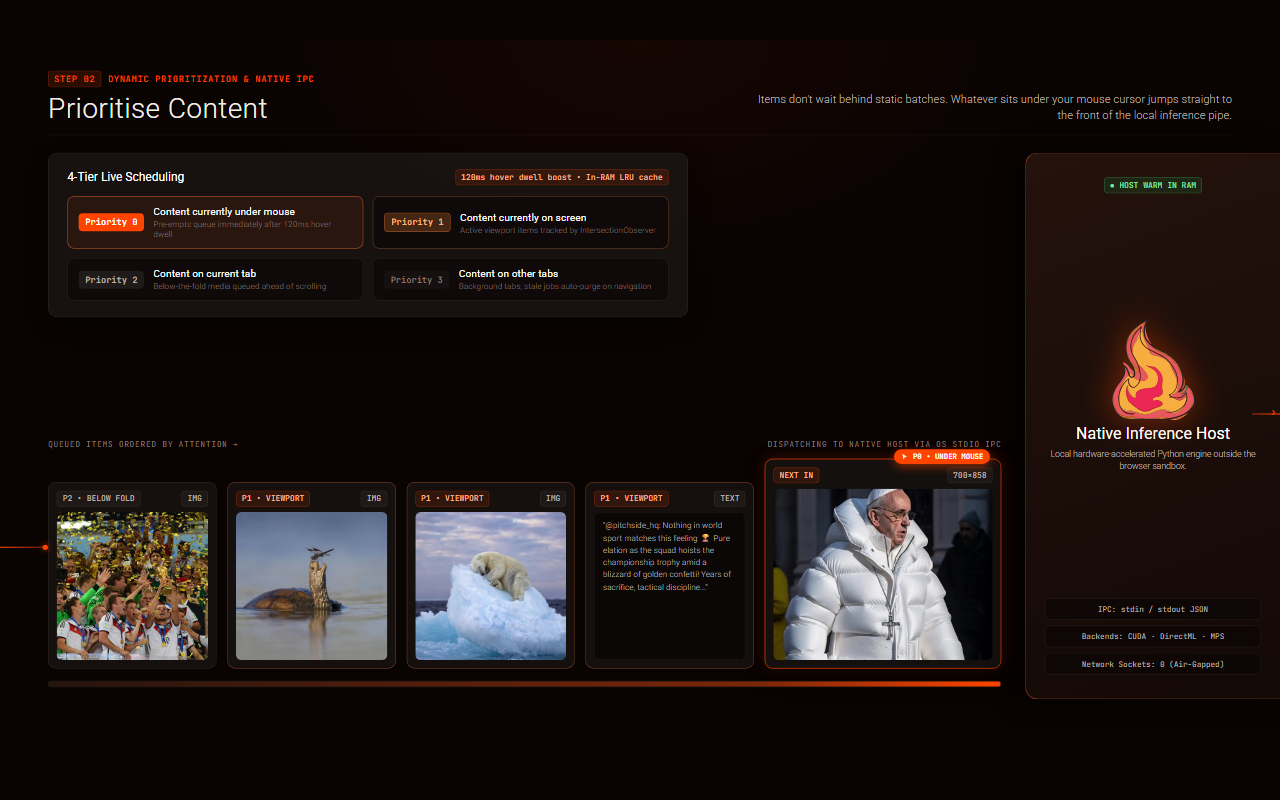 STEP 02 DYNAMIC PRIORITIZATION & NATIVE IPC
Prioritise Content
Items don't wait behind static batches. Whatever sits under your mouse cursor jumps straight to
the front of the local inference pipe.
4-Tier Live Scheduling
120ms hover dwell boost • In-RAM LRU cache
Priority 0
Content currently under mouse
Pre-empts queue immediately after 120ms hover
dwell
Priority 1
Content currently on screen
Active viewport items tracked by IntersectionObserver
Priority 2
Content on current tab
Below-the-fold media queued ahead of scrolling
Priority 3
Content on other tabs
Background tabs, stale jobs auto-purge on navigation
QUEUED ITEMS ORDERED BY ATTENTION →
DISPATCHING TO NATIVE HOST VIA OS STDIO IPC
P2 • BELOW FOLD
IMG
P1 • VIEWPORT
IMG
P1 • VIEWPORT
IMG
P1 • VIEWPORT
TEXT
"@pitchside_hq: Nothing in world
sport matches this feeling 🏆 Pure
elation as the squad hoists the
championship trophy amid a
blizzard of golden confetti! Years of
sacrifice, tactical discipline..."
P0 • UNDER MOUSE
NEXT IN
700×858
● HOST WARM IN RAM
Native Inference Host
Local hardware-accelerated Python engine outside the
browser sandbox.
IPC: stdin / stdout JSON
Backends: CUDA · DirectML · MPS
Network Sockets: 0 (Air-Gapped)